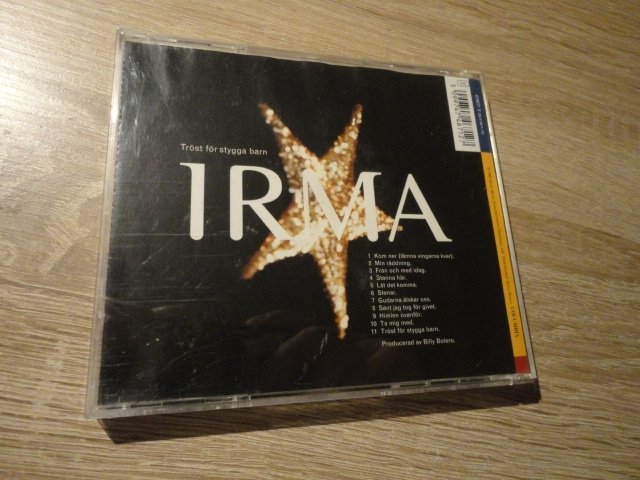 Tröst för stygga barn
IRMA
1 Kom ner (lämna vingarna kvar).
2 Min räddning.
3 Från och med idag.
4 Stanna här.
5 Låt det komma.
6 Stenar.
7 Gudarna älskar oss.
8 Sånt jag tog för givet.
9 Himlen ovanför.
10 Ta mig med.
11 Tröst för stygga barn.
Producerad av Billy Bolero.
COLUMBIA